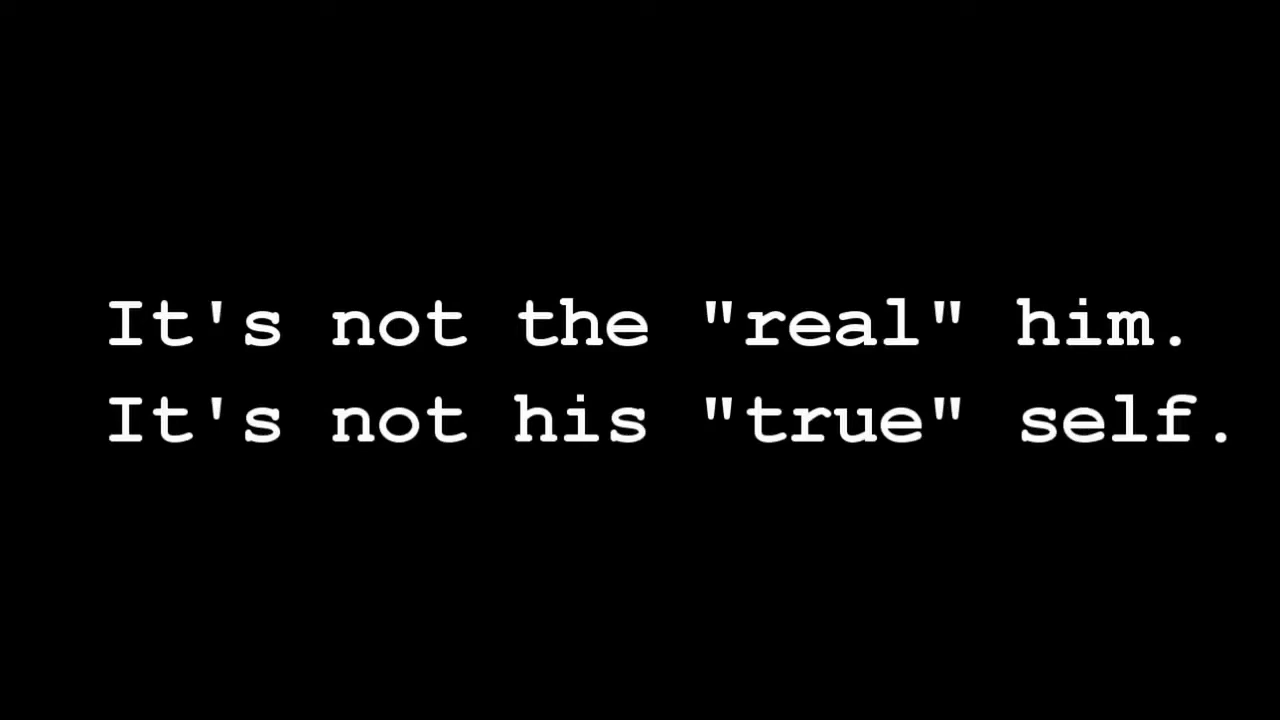 It's not the "real" him.
It's not his "true" self.